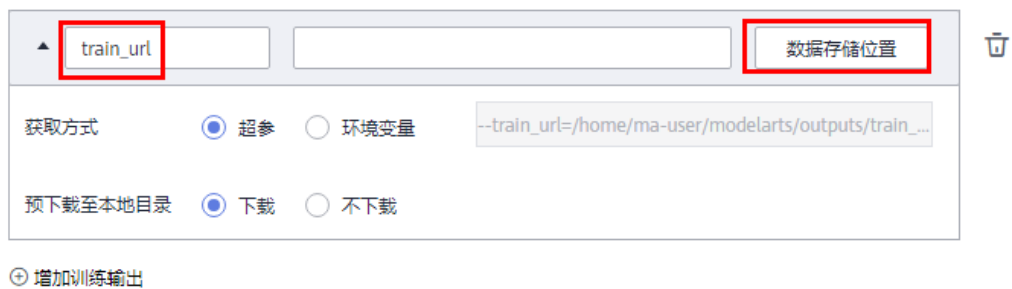 train_url 数据存储位置
获取方式 超参 环境变量 --train_url=/home/ma-user/modelarts/outputs/train_...
预下载至本地目录 下载 不下载
增加训练输出